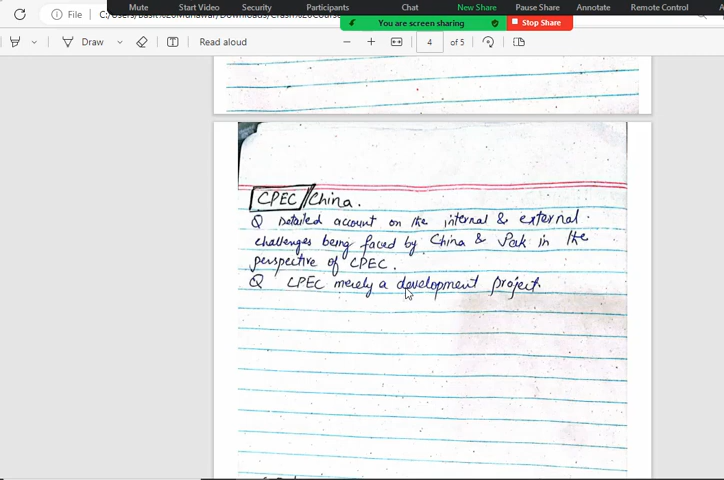 Mute Start Video Security Participants Chat New Share Pause Share Annotate Remote Control
You are screen sharing Stop Share
File
Draw Read aloud 4 of 5
CPEC//China.
Q Detailed account on the internal & external.
challenges being faced by China & Pak in the
perspective of CPEC.
Q CPEC merely a development project.